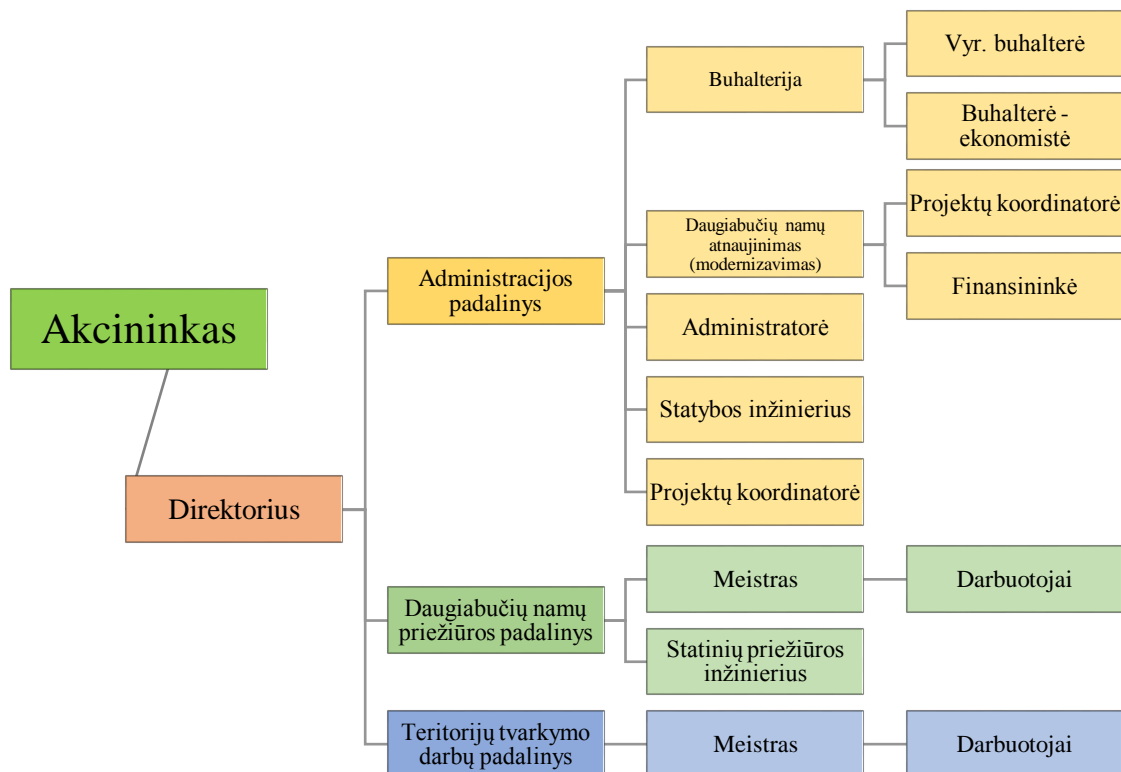 Akcininkas
Direktorius
Administracijos
padalinys
Buhalterija
Vyr. buhalterė
Buhalterė -
ekonomistė
Daugiabučių namų
atnaujinimas
(modernizavimas)
Projektų koordinatorė
Finansininkė
Administratorė
Statybos inžinierius
Projektų koordinatorė
Daugiabučių namų
priežiūros padalinys
Meistras
Darbuotojai
Statinių priežiūros
inžinierius
Teritorijų tvarkymo
darbų padalinys
Meistras
Darbuotojai